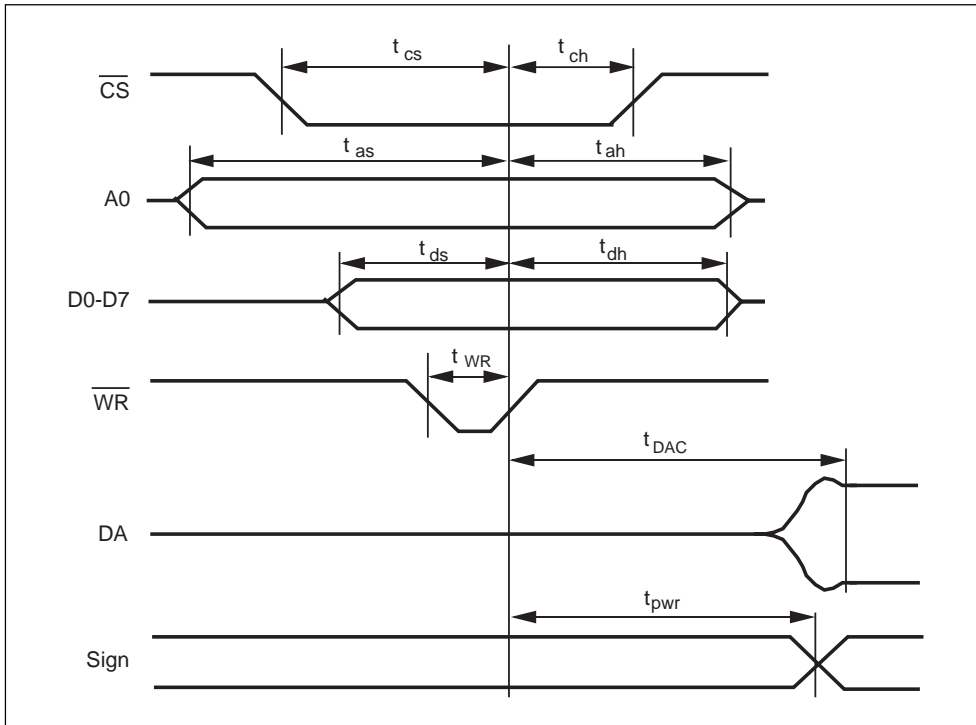 t cs
t ch
CS
t as
t ah
A0
t ds
t dh
D0-D7
t WR
WR
t DAC
DA
t pwr
Sign